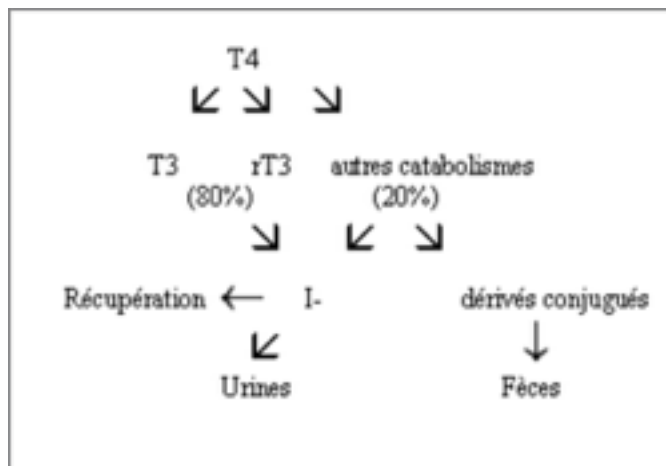 T4
T3 rT3 autres catabolismes
(80%) (20%)
Récupération I- dérivés conjugués
Urines Fèces